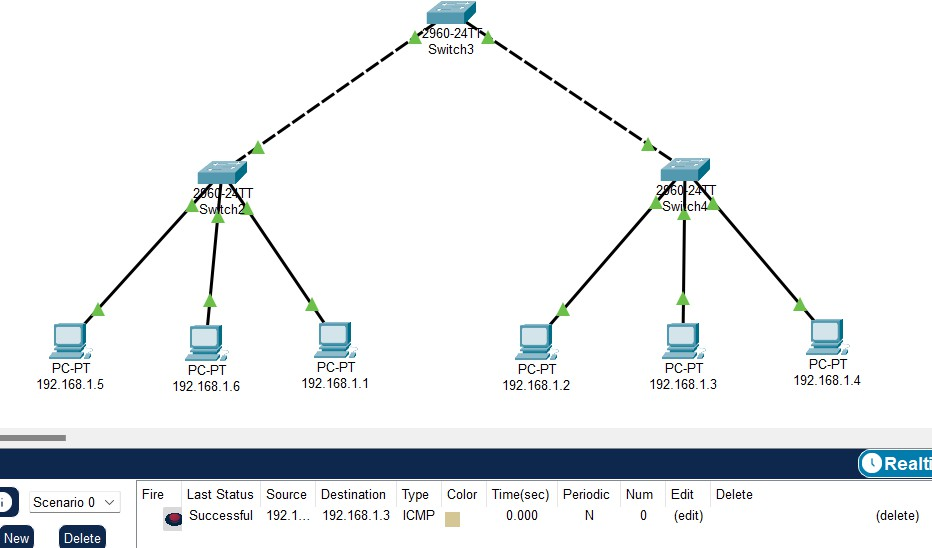 2960-24TT
Switch3
2960-24TT
Switch2
2960-24TT
Switch4
PC-PT
192.168.1.5
PC-PT
192.168.1.6
PC-PT
192.168.1.1
PC-PT
192.168.1.2
PC-PT
192.168.1.3
PC-PT
192.168.1.4
Realti
i
Scenario 0
New
Delete
Fire Last Status Source Destination Type Color Time(sec) Periodic Num Edit Delete
Successful 192.1... 192.168.1.3 ICMP 0.000 N 0 (edit) (delete)